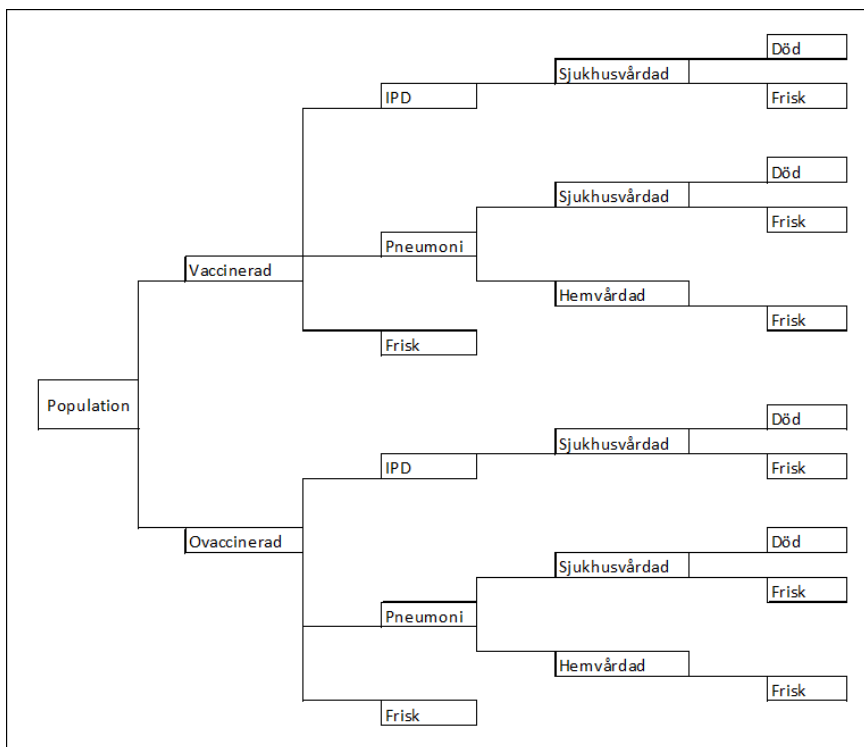 Död
Sjukhusvårdad
IPD
Frisk
Död
Sjukhusvårdad
Frisk
Pneumoni
Vaccinerad
Hemvårdad
Frisk
Frisk
Population
Död
Sjukhusvårdad
IPD
Frisk
Död
Ovaccinerad
Sjukhusvårdad
Frisk
Pneumoni
Hemvårdad
Frisk
Frisk